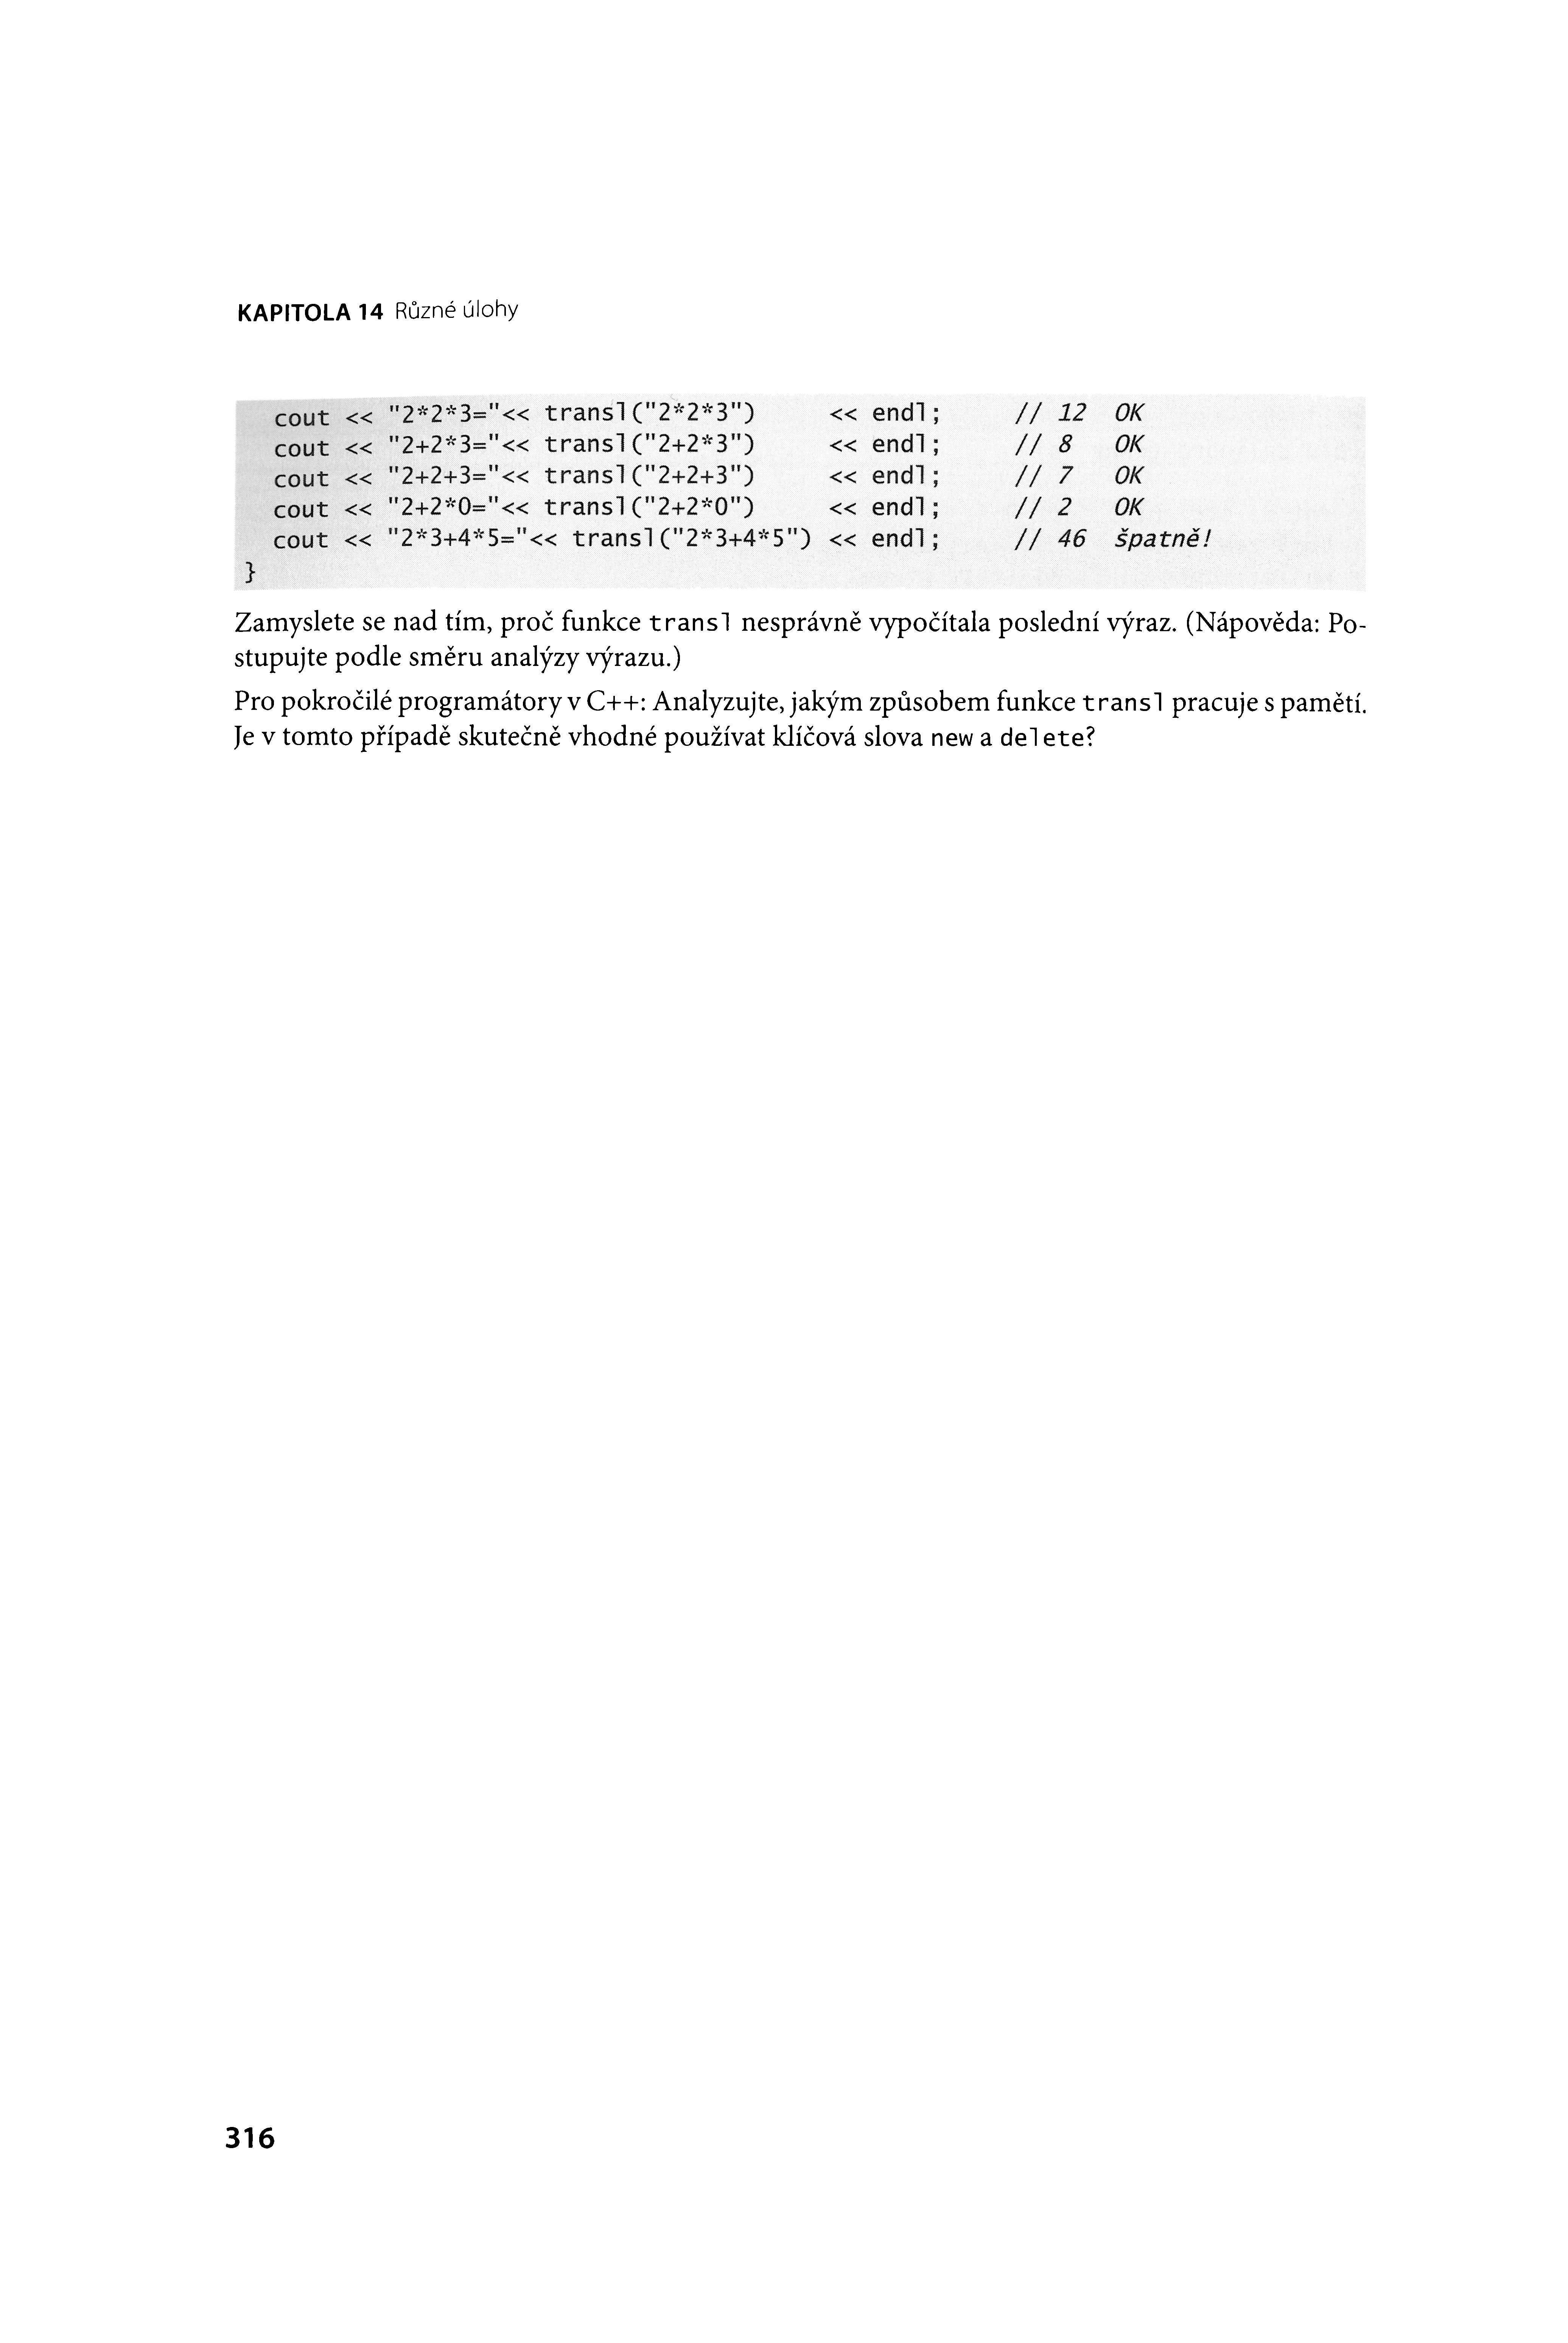 KAPITOLA 14 Různé úlohy
cout << "2*2*3="<< transl("2*2*3") << endl; // 12 OK
cout << "2+2*3="<< transl("2+2*3") << endl; // 8 OK
cout << "2+2+3="<< transl("2+2+3") << endl; // 7 OK
cout << "2+2*0="<< transl("2+2*0") << endl; // 2 OK
cout << "2*3+4*5="<< transl("2*3+4*5") << endl; // 46 špatně!
}
Zamyslete se nad tím, proč funkce transl nesprávně vypočítala poslední výraz. (Nápověda: Po-
stupujte podle směru analýzy výrazu.)
Pro pokročilé programátory v C++: Analyzujte, jakým způsobem funkce transl pracuje s pamětí.
Je v tomto případě skutečně vhodné používat klíčová slova new a delete?
316